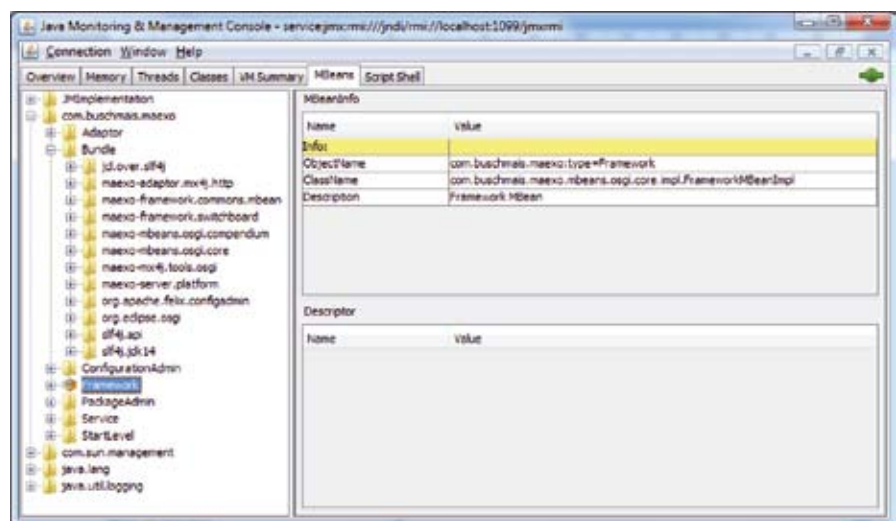 Java Monitoring & Management Console - service:jmx:rmi:///jndi/rmi://localhost:1099/jmxrmi
Connection Window Help
Overview Memory Threads Classes VM Summary MBeans Script Shell
JMImplementation
com.buschmais.maexo
Adaptor
Bundle
jcl.over.slf4j
maexo-adaptor.mx4j.http
maexo-framework.commons.mbean
maexo-framework.switchboard
maexo-mbeans.osgi.compendium
maexo-mbeans.osgi.core
maexo-mx4j.tools.osgi
maexo-server.platform
org.apache.felix.configadmin
org.eclipse.osgi
slf4j.api
slf4j.jdk14
ConfigurationAdmin
Framework
PackageAdmin
Service
StartLevel
com.sun.management
java.lang
java.util.logging
MBeanInfo
Name Value
Info:
ObjectName com.buschmais.maexo:type=Framework
ClassName com.buschmais.maexo.mbeans.osgi.core.impl.FrameworkMBeanImpl
Description Framework MBean
Descriptor
Name Value